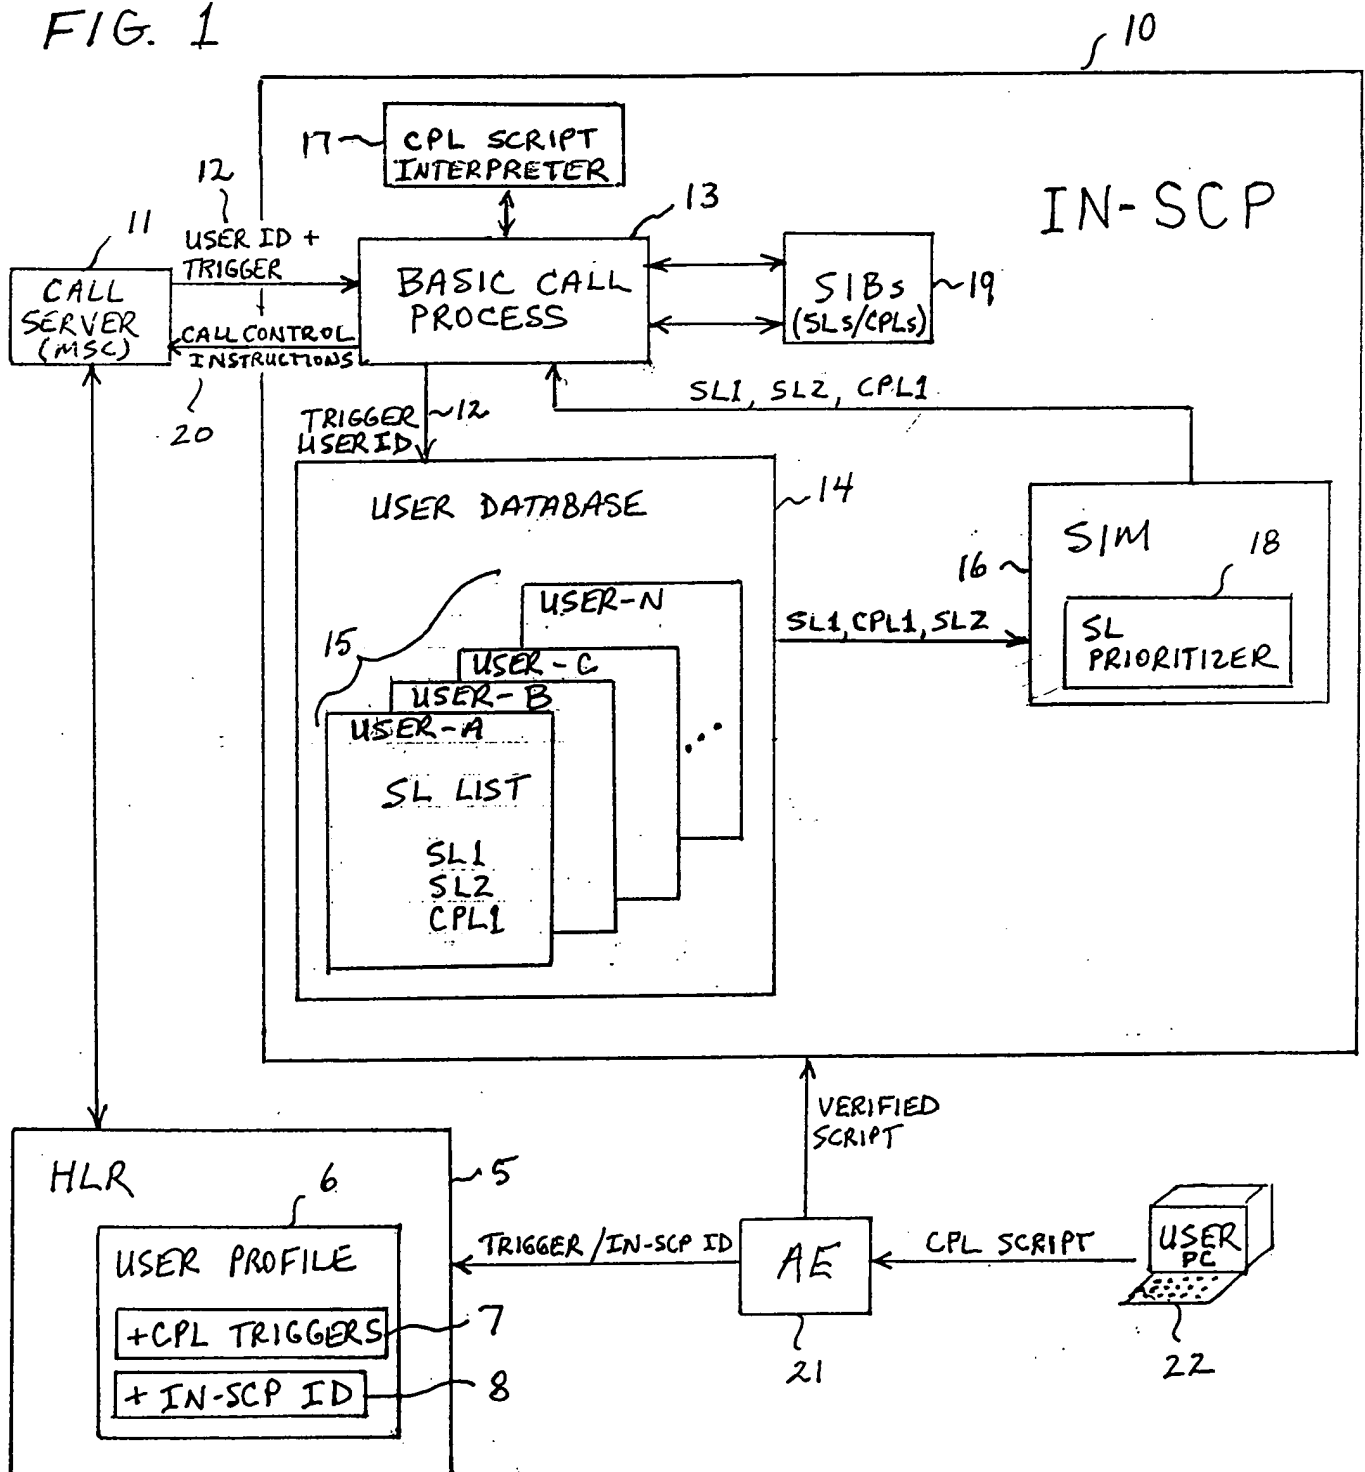 FIG. 1
10
17
CPL SCRIPT
INTERPRETER
IN-SCP
12
11
USER ID +
TRIGGER
13
CALL
SERVER
(MSC)
BASIC CALL
PROCESS
SIBs
(SLs/CPLs)
19
CALL CONTROL
INSTRUCTIONS
20
TRIGGER
USER ID
12
SL1, SL2, CPL1
USER DATABASE
14
SIM
16
18
SL
PRIORITIZER
SL1, CPL1, SL2
15
USER-N
USER-C
USER-B
USER-A
SL LIST
SL1
SL2
CPL1
VERIFIED
SCRIPT
HLR
5
6
USER PROFILE
+CPL TRIGGERS
7
+ IN-SCP ID
8
TRIGGER/IN-SCP ID
AE
21
CPL SCRIPT
USER
PC
22